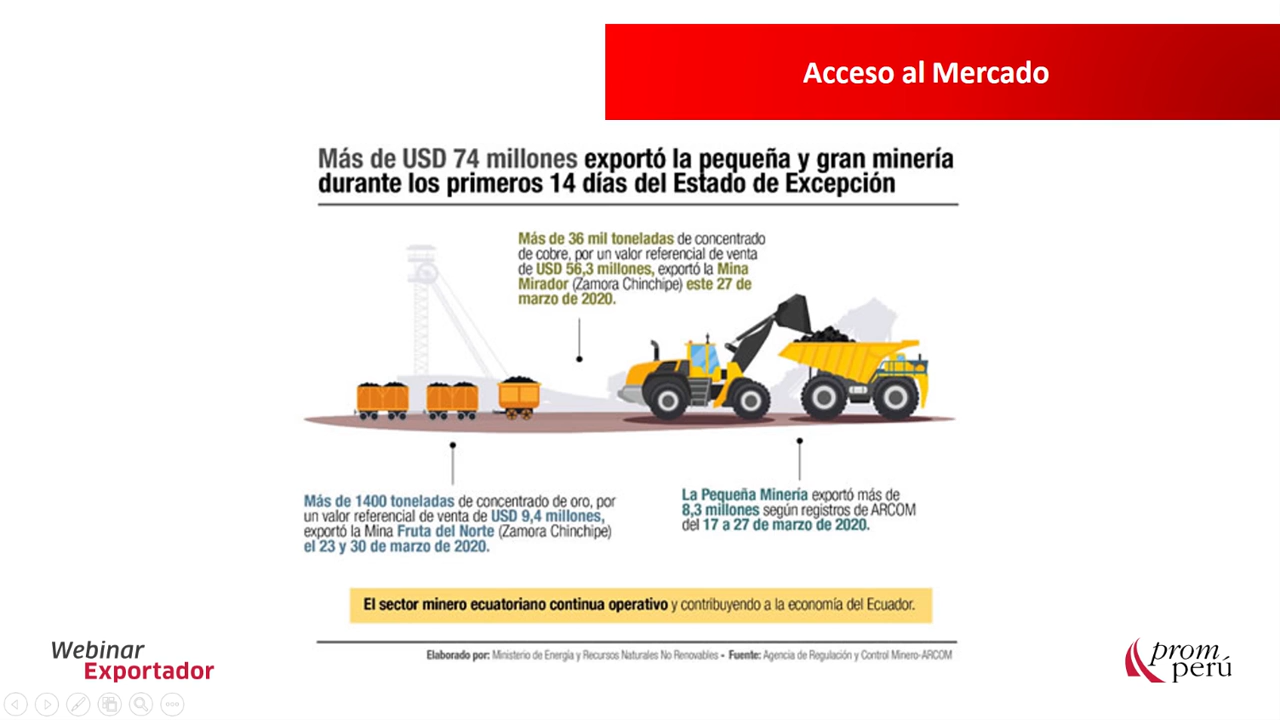 Acceso al Mercado
Más de USD 74 millones exportó la pequeña y gran minería
durante los primeros 14 días del Estado de Excepción
Más de 36 mil toneladas de concentrado
de cobre, por un valor referencial de venta
de USD 56,3 millones, exportó la Mina
Mirador (Zamora Chinchipe) este 27 de
marzo de 2020.
Más de 1400 toneladas de concentrado de oro, por
un valor referencial de venta de USD 9,4 millones,
exportó la Mina Fruta del Norte (Zamora Chinchipe)
el 23 y 30 de marzo de 2020.
La Pequeña Minería exportó más de
8,3 millones según registros de ARCOM
del 17 a 27 de marzo de 2020.
El sector minero ecuatoriano continua operativo y contribuyendo a la economía del Ecuador.
Elaborado por: Ministerio de Energía y Recursos Naturales No Renovables - Fuente: Agencia de Regulación y Control Minero-ARCOM
Webinar
Exportador
prom
perú